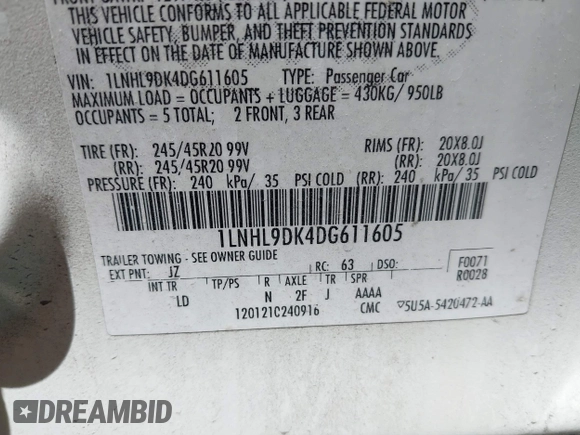 THIS VEHICLE CONFORMS TO ALL APPLICABLE FEDERAL MOTOR
VEHICLE SAFETY, BUMPER, AND THEFT PREVENTION STANDARDS
IN EFFECT ON THE DATE OF MANUFACTURE SHOWN ABOVE.
VIN: 1LNHL9DK4DG611605 TYPE: Passenger Car
MAXIMUM LOAD = OCCUPANTS + LUGGAGE = 430KG/ 950LB
OCCUPANTS = 5 TOTAL; 2 FRONT, 3 REAR
TIRE (FR): 245/45R20 99V RIMS (FR): 20X8.0J
(RR): 245/45R20 99V (RR): 20X8.0J
PRESSURE (FR): 240 kPa/ 35 PSI COLD (RR): 240 kPa/ 35 PSI COLD
1LNHL9DK4DG611605
TRAILER TOWING - SEE OWNER GUIDE
EXT PNT: JZ RC: 63 DSO: F0071
R0028
INT TR TP/PS R AXLE TR SPR
LD N 2F J AAAA
120121C240916 CMC ▽5U5A-5420472-AA
DREAMBID